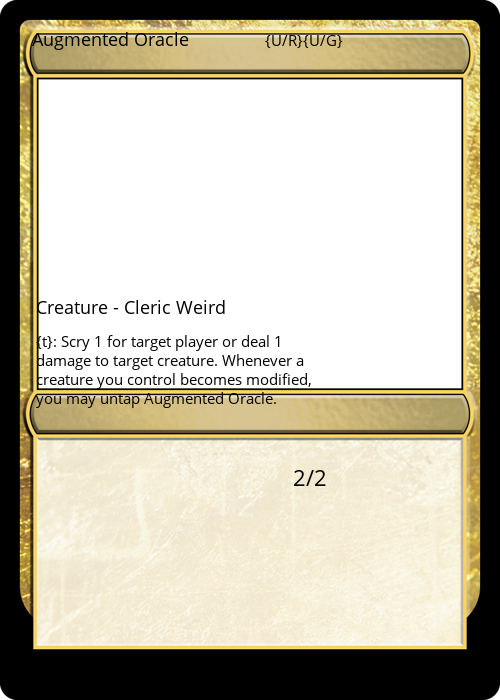 Augmented Oracle {U/R}{U/G}
Creature - Cleric Weird
{t}: Scry 1 for target player or deal 1
damage to target creature. Whenever a
creature you control becomes modified,
you may untap Augmented Oracle.
2/2